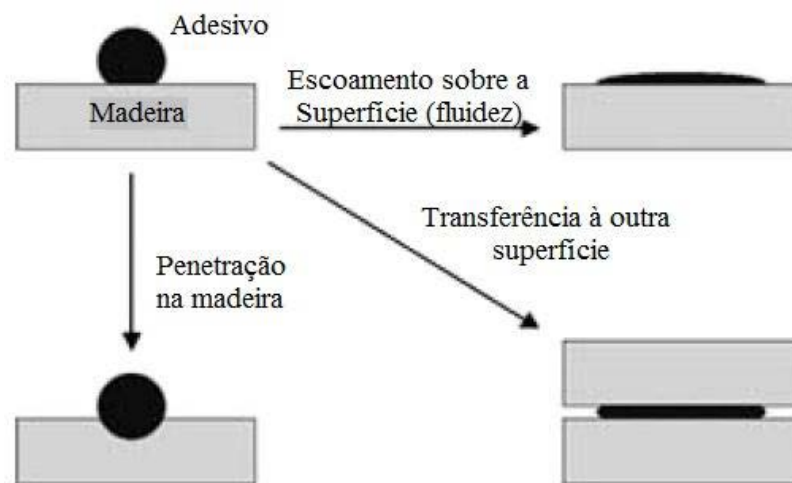 Adesivo
Madeira
Escoamento sobre a
Superfície (fluidez)
Transferência à outra
superfície
Penetração
na madeira